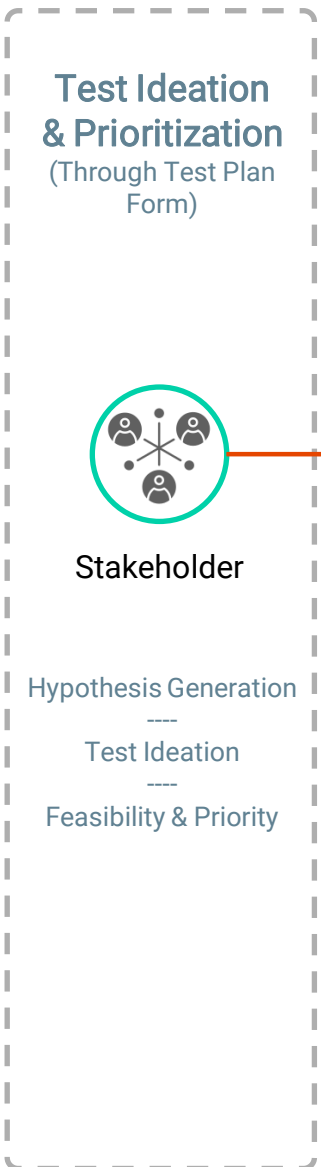 Test Ideation
& Prioritization
(Through Test Plan
Form)
Stakeholder
Hypothesis Generation
----
Test Ideation
----
Feasibility & Priority